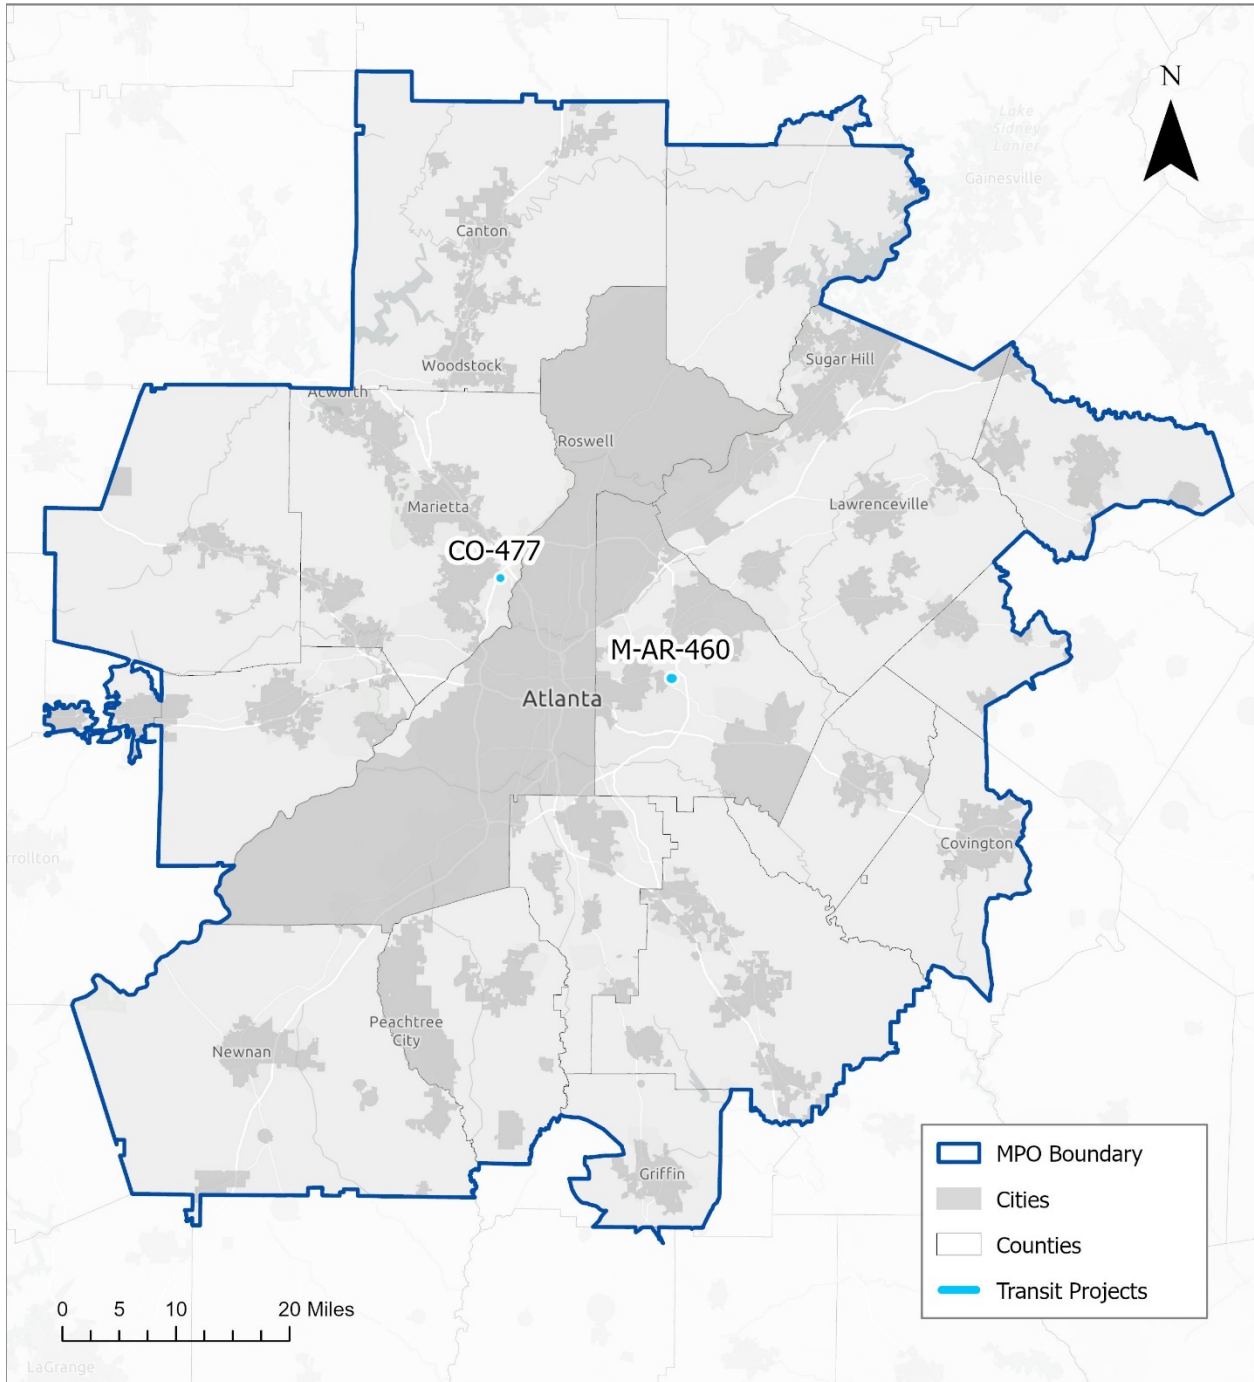 N
Lake
Sidney
Lanier
Gainesville
Canton
Woodstock
Sugar Hill
Acworth
Roswell
Marietta
Lawrenceville
CO-477
M-AR-460
Atlanta
Covington
rrollton
Peachtree
City
Newnan
Griffin
MPO Boundary
Cities
Counties
Transit Projects
0 5 10 20 Miles
LaGrange